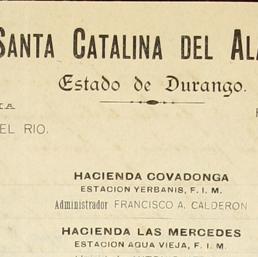 SANTA CATALINA DEL ALA
Estado de Durango.
EL RIO.
HACIENDA COVADONGA
ESTACION YERBANIS, F. I. M.
Administrador FRANCISCO A. CALDERON
HACIENDA LAS MERCEDES
ESTACION AGUA VIEJA, F. I. M.